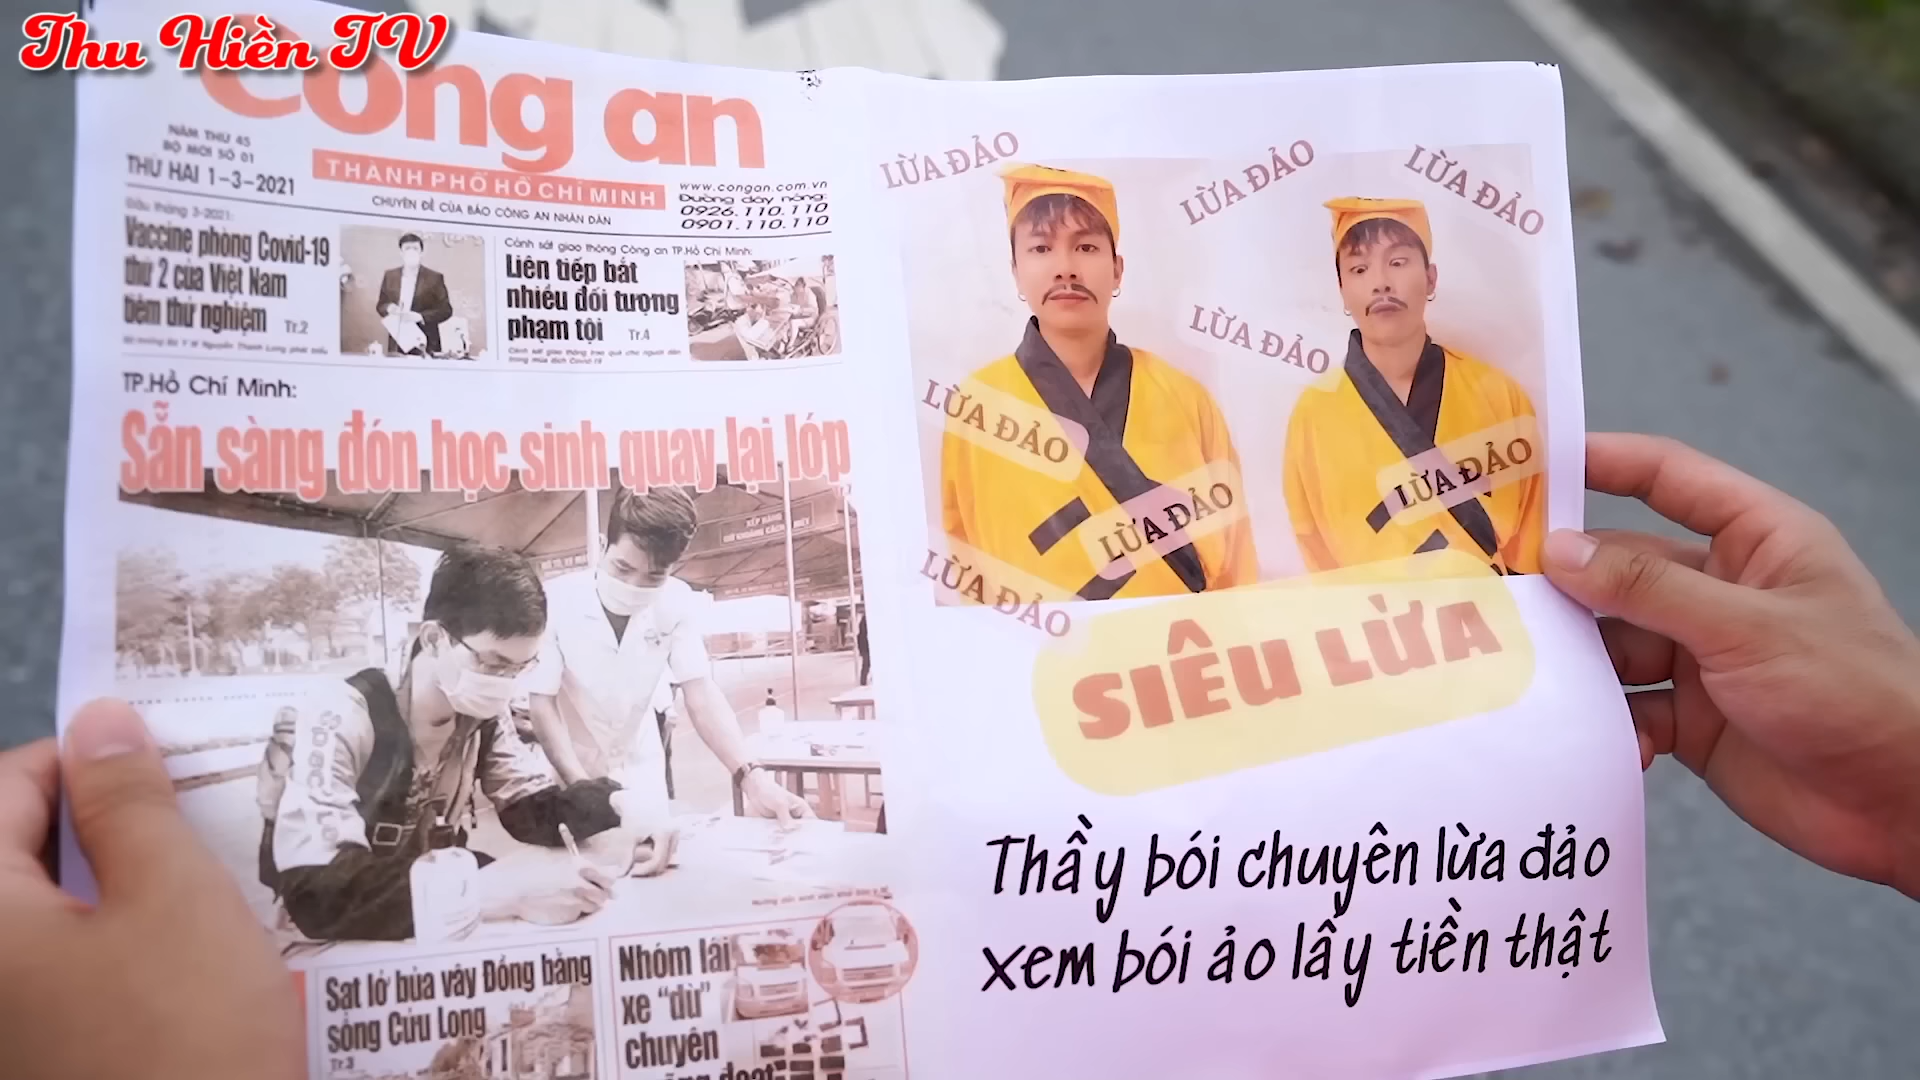 Thu Hiền TV
Công an
NĂM THỨ 45
BỘ MỚI SỐ 01
THỨ HAI 1-3-2021
THÀNH PHỐ HỒ CHÍ MINH
CHUYÊN ĐỀ CỦA BÁO CÔNG AN NHÂN DÂN
www.congan.com.vn
Đường dây nóng:
0926.110.110
0901.110.110
Đầu tháng 3-2021:
Vaccine phòng Covid-19
thứ 2 của Việt Nam
tiêm thử nghiệm Tr.2
Cảnh sát giao thông Công an TP.Hồ Chí Minh:
Liên tiếp bắt
nhiều đối tượng
phạm tội Tr.4
TP.Hồ Chí Minh:
Sẵn sàng đón học sinh quay lại lớp
Sạt lở bủa vây Đồng bằng
sông Cửu Long
Tr.3
Nhóm lái
xe "dù"
chuyên
LỪA ĐẢO
LỪA ĐẢO
LỪA ĐẢO
LỪA ĐẢO
LỪA ĐẢO
LỪA ĐẢO
LỪA ĐẢO
LỪA ĐẢO
SIÊU LỪA
Thầy bói chuyên lừa đảo
xem bói ảo lấy tiền thật